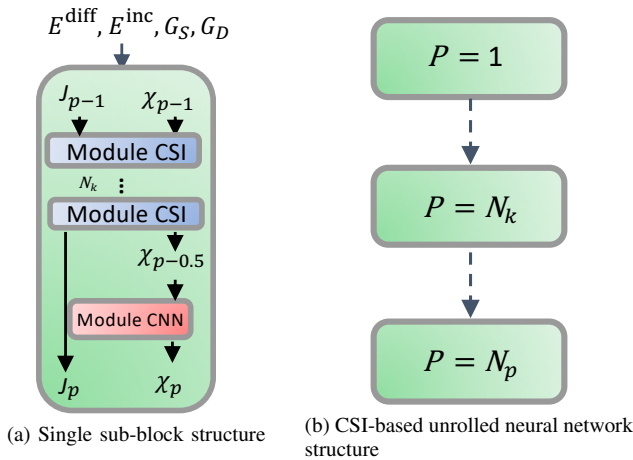 E^diff, E^inc, G_S, G_D
J_{p−1} χ_{p−1}
Module CSI
N_k ⋮
Module CSI
χ_{p−0.5}
Module CNN
J_p χ_p
(a) Single sub-block structure
P = 1
P = N_k
P = N_p
(b) CSI-based unrolled neural network
structure